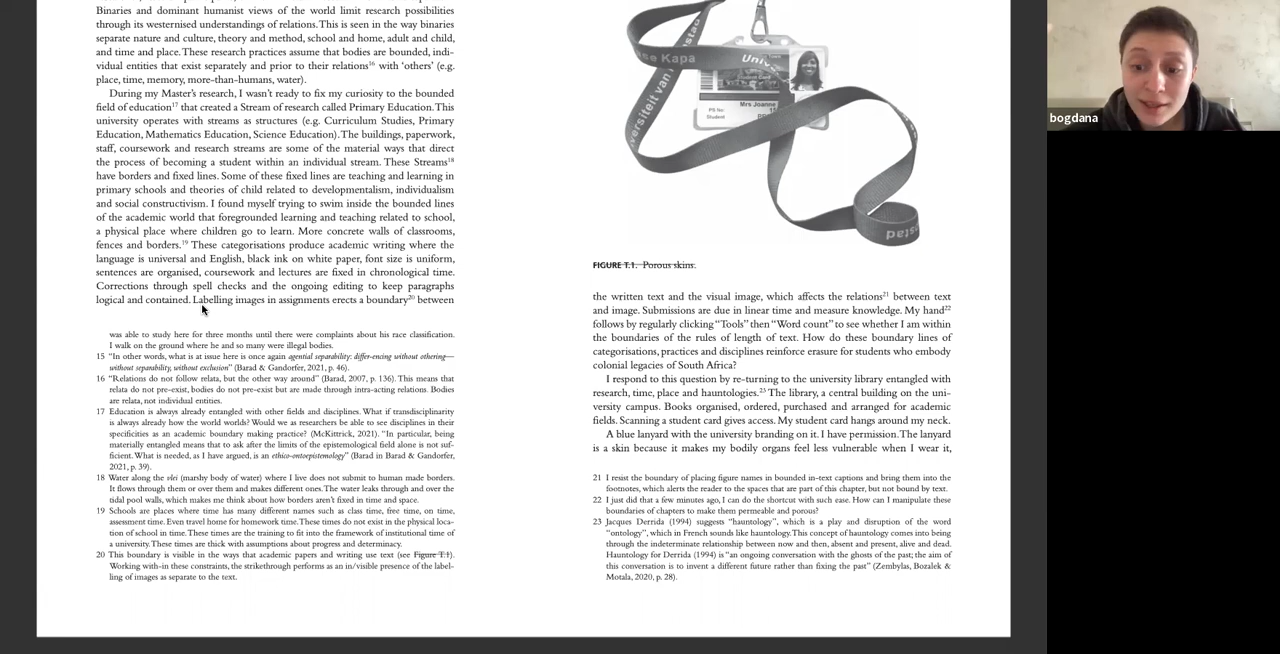 Binaries and dominant humanist views of the world limit research possibilities
through its westernised understandings of relations. This is seen in the way binaries
separate nature and culture, theory and method, school and home, adult and child,
and time and place. These research practices assume that bodies are bounded, indi-
vidual entities that exist separately and prior to their relations16 with ‘others’ (e.g.
place, time, memory, more-than-humans, water).
During my Master’s research, I wasn’t ready to fix my curiosity to the bounded
field of education17 that created a Stream of research called Primary Education. This
university operates with streams as structures (e.g. Curriculum Studies, Primary
Education, Mathematics Education, Science Education). The buildings, paperwork,
staff, coursework and research streams are some of the material ways that direct
the process of becoming a student within an individual stream. These Streams18
have borders and fixed lines. Some of these fixed lines are teaching and learning in
primary schools and theories of child related to developmentalism, individualism
and social constructivism. I found myself trying to swim inside the bounded lines
of the academic world that foregrounded learning and teaching related to school,
a physical place where children go to learn. More concrete walls of classrooms,
fences and borders.19 These categorisations produce academic writing where the
language is universal and English, black ink on white paper, font size is uniform,
sentences are organised, coursework and lectures are fixed in chronological time.
Corrections through spell checks and the ongoing editing to keep paragraphs
logical and contained. Labelling images in assignments erects a boundary20 between
was able to study here for three months until there were complaints about his race classification.
I walk on the ground where he and so many were illegal bodies.
15 “In other words, what is at issue here is once again agential separability: differ-encing without othering—
without separability, without exclusion” (Barad & Gandorfer, 2021, p. 46).
16 “Relations do not follow relata, but the other way around” (Barad, 2007, p. 136). This means that
relata do not pre-exist, bodies do not pre-exist but are made through intra-acting relations. Bodies
are relata, not individual entities.
17 Education is always already entangled with other fields and disciplines. What if transdisciplinarity
is always already how the world worlds? Would we as researchers be able to see disciplines in their
specificities as an academic boundary making practice? (McKittrick, 2021). “In particular, being
materially entangled means that to ask after the limits of the epistemological field alone is not suf-
ficient. What is needed, as I have argued, is an ethico-ontoepistemology” (Barad in Barad & Gandorfer,
2021, p. 39).
18 Water along the vlei (marshy body of water) where I live does not submit to human made borders.
It flows through them or over them and makes different ones. The water leaks through and over the
tidal pool walls, which makes me think about how borders aren’t fixed in time and space.
19 Schools are places where time has many different names such as class time, free time, on time,
assessment time. Even travel home for homework time. These times do not exist in the physical loca-
tion of school in time. These times are the training to fit into the framework of institutional time of
a university. These times are thick with assumptions about progress and determinacy.
20 This boundary is visible in the ways that academic papers and writing use text (see Figure T.1).
Working with-in these constraints, the strikethrough performs as an in/visible presence of the label-
ling of images as separate to the text.
se Kapa
versiteit van
Univ
Student Card
Mrs Joanne
PS No:
Student
pstad
FIGURE T.1. Porous skins.
the written text and the visual image, which affects the relations21 between text
and image. Submissions are due in linear time and measure knowledge. My hand22
follows by regularly clicking “Tools” then “Word count” to see whether I am within
the boundaries of the rules of length of text. How do these boundary lines of
categorisations, practices and disciplines reinforce erasure for students who embody
colonial legacies of South Africa?
I respond to this question by re-turning to the university library entangled with
research, time, place and hauntologies.23 The library, a central building on the uni-
versity campus. Books organised, ordered, purchased and arranged for academic
fields. Scanning a student card gives access. My student card hangs around my neck.
A blue lanyard with the university branding on it. I have permission. The lanyard
is a skin because it makes my bodily organs feel less vulnerable when I wear it,
21 I resist the boundary of placing figure names in bounded in-text captions and bring them into the
footnotes, which alerts the reader to the spaces that are part of this chapter, but not bound by text.
22 I just did that a few minutes ago, I can do the shortcut with such ease. How can I manipulate these
boundaries of chapters to make them permeable and porous?
23 Jacques Derrida (1994) suggests “hauntology”, which is a play and disruption of the word
“ontology”, which in French sounds like hauntology. This concept of hauntology comes into being
through the indeterminate relationship between now and then, absent and present, alive and dead.
Hauntology for Derrida (1994) is “an ongoing conversation with the ghosts of the past; the aim of
this conversation is to invent a different future rather than fixing the past” (Zembylas, Bozalek &
Motala, 2020, p. 28).
bogdana